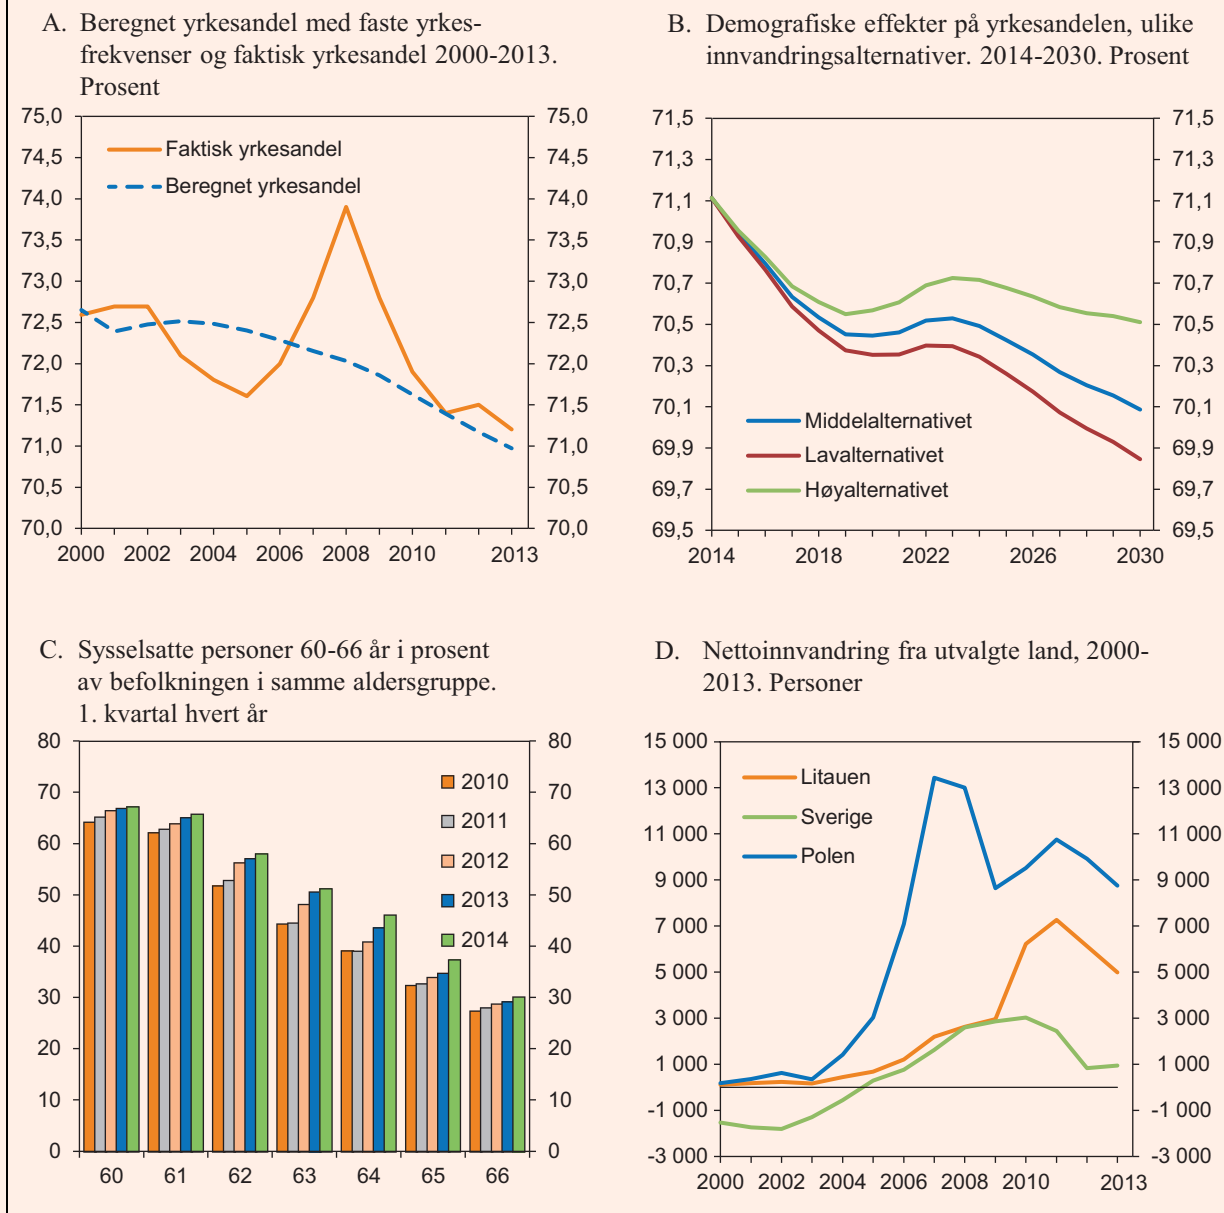 A. Beregnet yrkesandel med faste yrkes-
frekvenser og faktisk yrkesandel 2000-2013.
Prosent
75,0 75,0
74,5 74,5
74,0 74,0
73,5 73,5
73,0 73,0
72,5 72,5
72,0 72,0
71,5 71,5
71,0 71,0
70,5 70,5
70,0 70,0
Faktisk yrkesandel
Beregnet yrkesandel
2000 2002 2004 2006 2008 2010 2013
B. Demografiske effekter på yrkesandelen, ulike
innvandringsalternativer. 2014-2030. Prosent
71,5 71,5
71,3 71,3
71,1 71,1
70,9 70,9
70,7 70,7
70,5 70,5
70,3 70,3
70,1 70,1
69,9 69,9
69,7 69,7
69,5 69,5
Middelalternativet
Lavalternativet
Høyalternativet
2014 2018 2022 2026 2030
C. Sysselsatte personer 60-66 år i prosent
av befolkningen i samme aldersgruppe.
1. kvartal hvert år
80 80
70 70
60 60
50 50
40 40
30 30
20 20
10 10
0 0
2010
2011
2012
2013
2014
60 61 62 63 64 65 66
D. Nettoinnvandring fra utvalgte land, 2000-
2013. Personer
15 000 15 000
13 000 13 000
11 000 11 000
9 000 9 000
7 000 7 000
5 000 5 000
3 000 3 000
1 000 1 000
-1 000 -1 000
-3 000 -3 000
Litauen
Sverige
Polen
2000 2002 2004 2006 2008 2010 2013